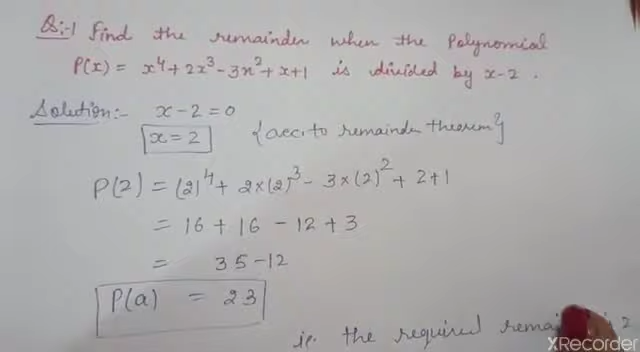 Q:-1 Find the remainder when the Polynomial
P(x) = x⁴ + 2x³ - 3x² + x + 1 is divided by x-2 .
Solution:- x - 2 = 0
x = 2 {acc. to remainder theorem}
P(2) = (2)⁴ + 2×(2)³ - 3×(2)² + 2+1
= 16 + 16 - 12 + 3
= 35-12
P(a) = 23
is the required
XRecorder